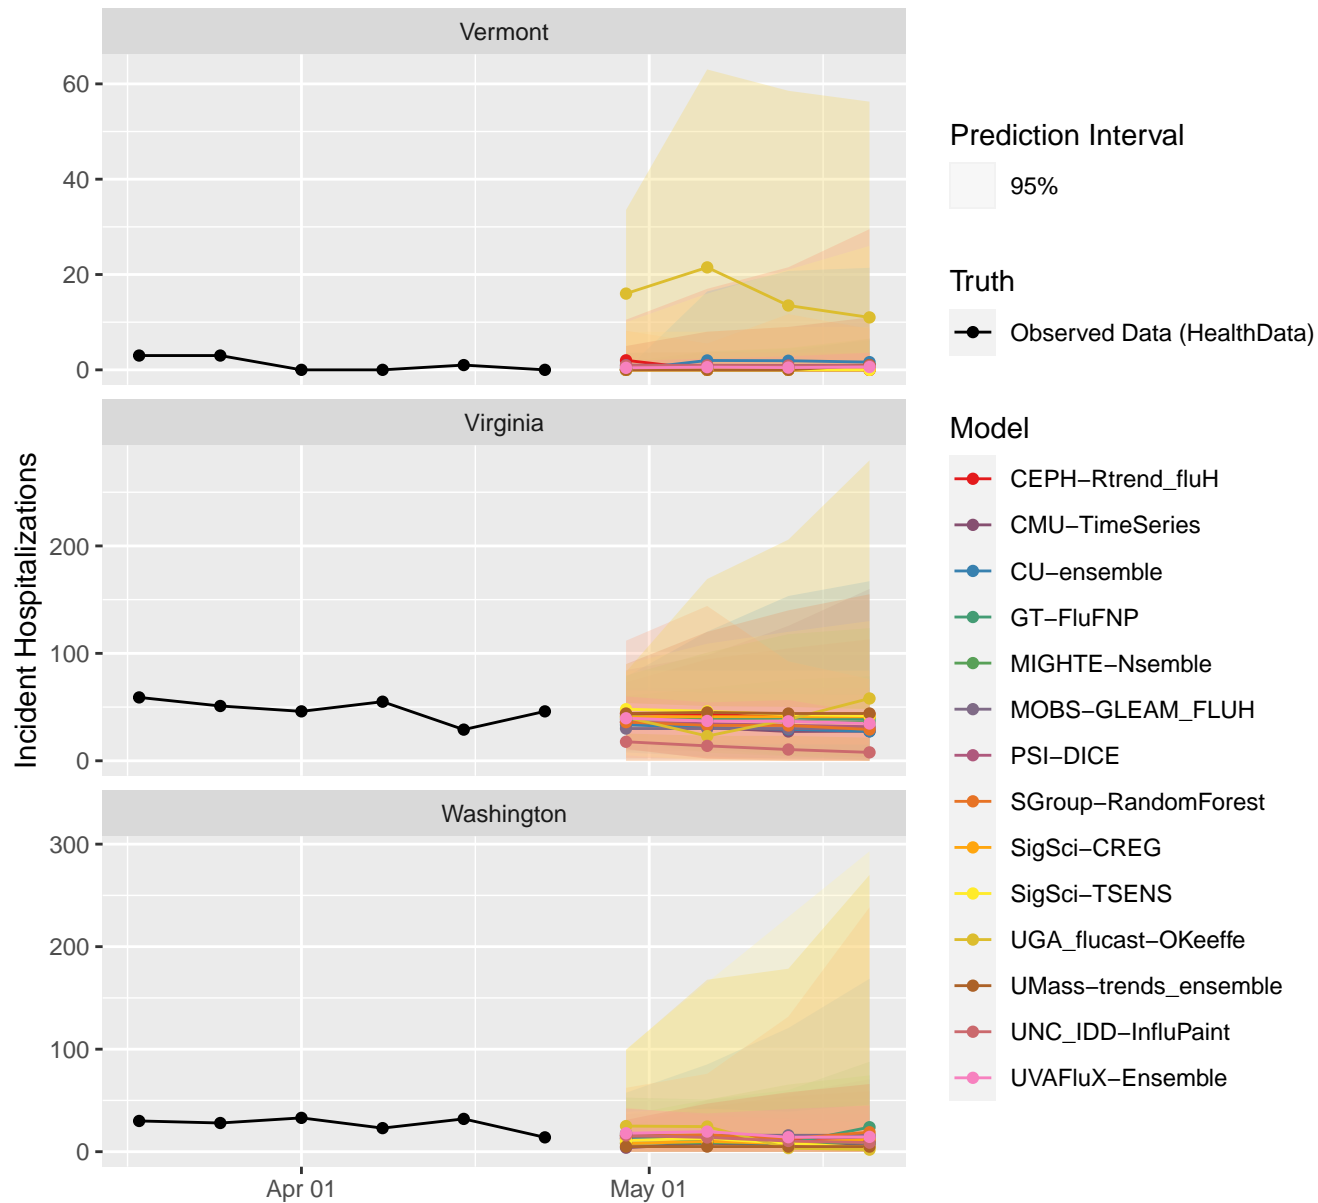 Vermont
60
40
20
0
Virginia
200
100
0
Washington
300
200
100
0
Apr 01
May 01
Incident Hospitalizations
Prediction Interval
95%
Truth
Observed Data (HealthData)
Model
CEPH−Rtrend_fluH
CMU−TimeSeries
CU−ensemble
GT−FluFNP
MIGHTE−Nsemble
MOBS−GLEAM_FLUH
PSI−DICE
SGroup−RandomForest
SigSci−CREG
SigSci−TSENS
UGA_flucast−OKeeffe
UMass−trends_ensemble
UNC_IDD−InfluPaint
UVAFluX−Ensemble